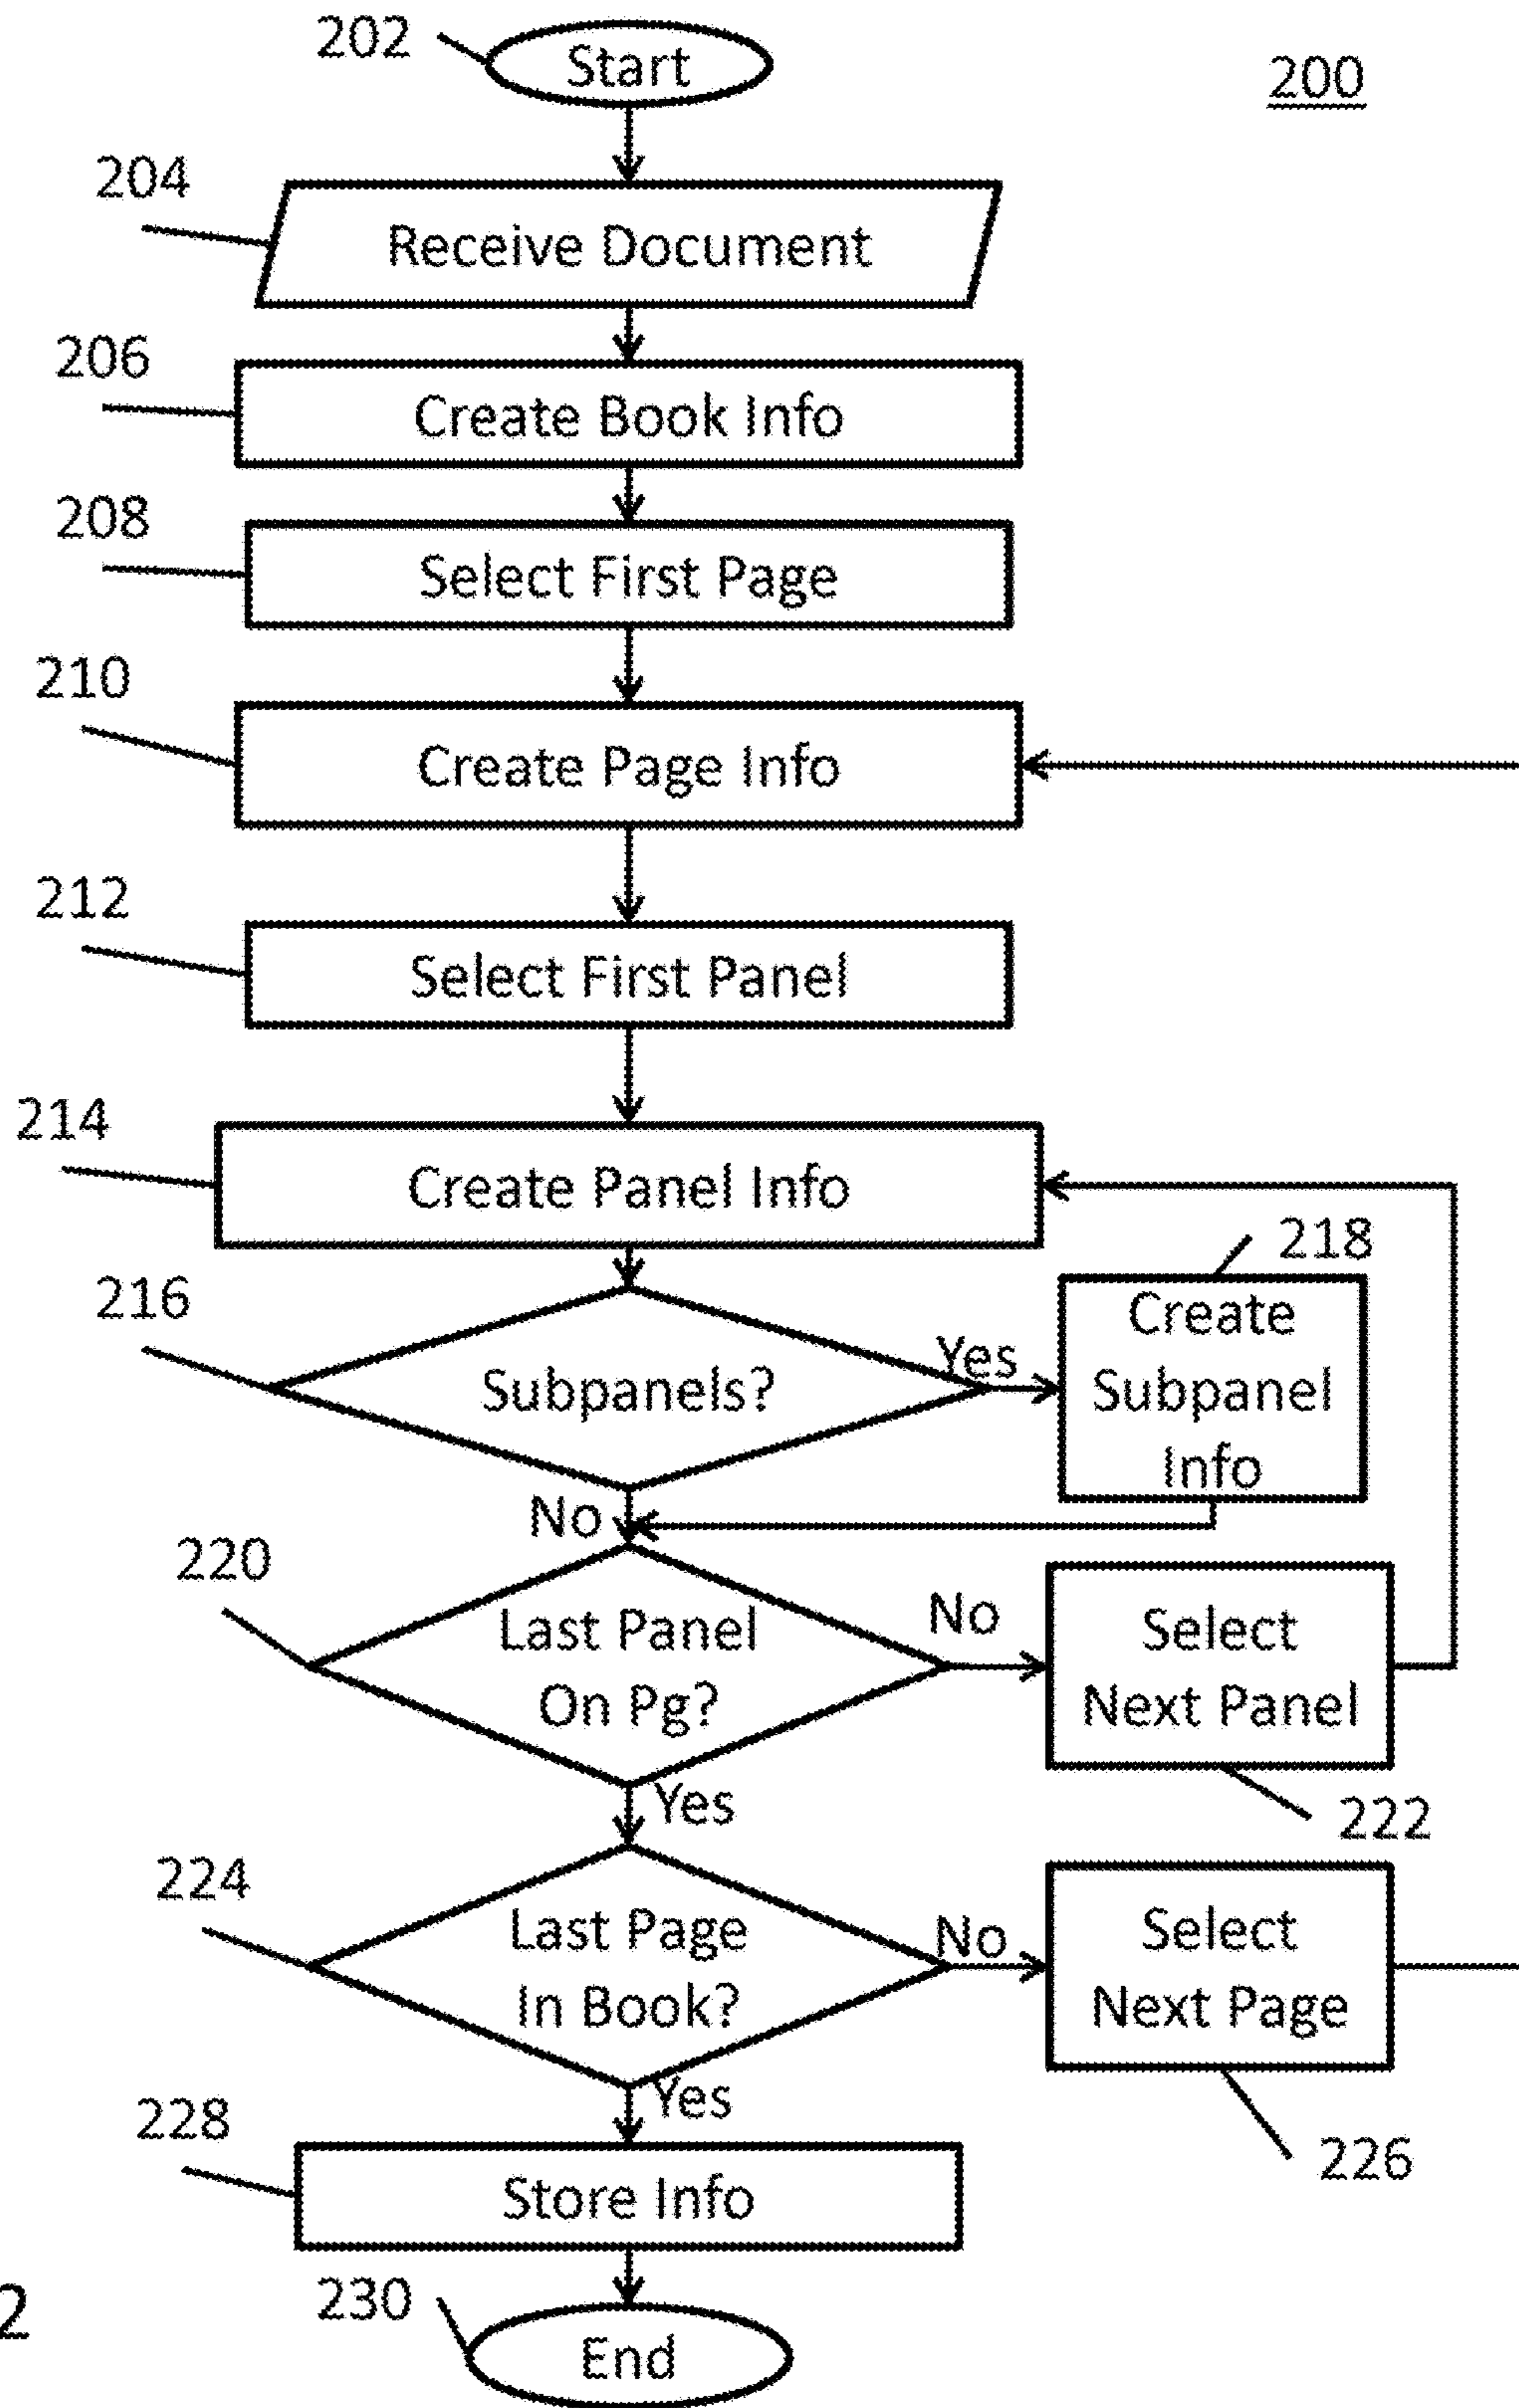 202
Start
200
204
Receive Document
206
Create Book Info
208
Select First Page
210
Create Page Info
212
Select First Panel
214
Create Panel Info
216
Subpanels?
Yes
218
Create
Subpanel
Info
No
220
Last Panel
On Pg?
No
Select
Next Panel
222
Yes
224
Last Page
In Book?
No
Select
Next Page
226
Yes
228
Store Info
230
End
2